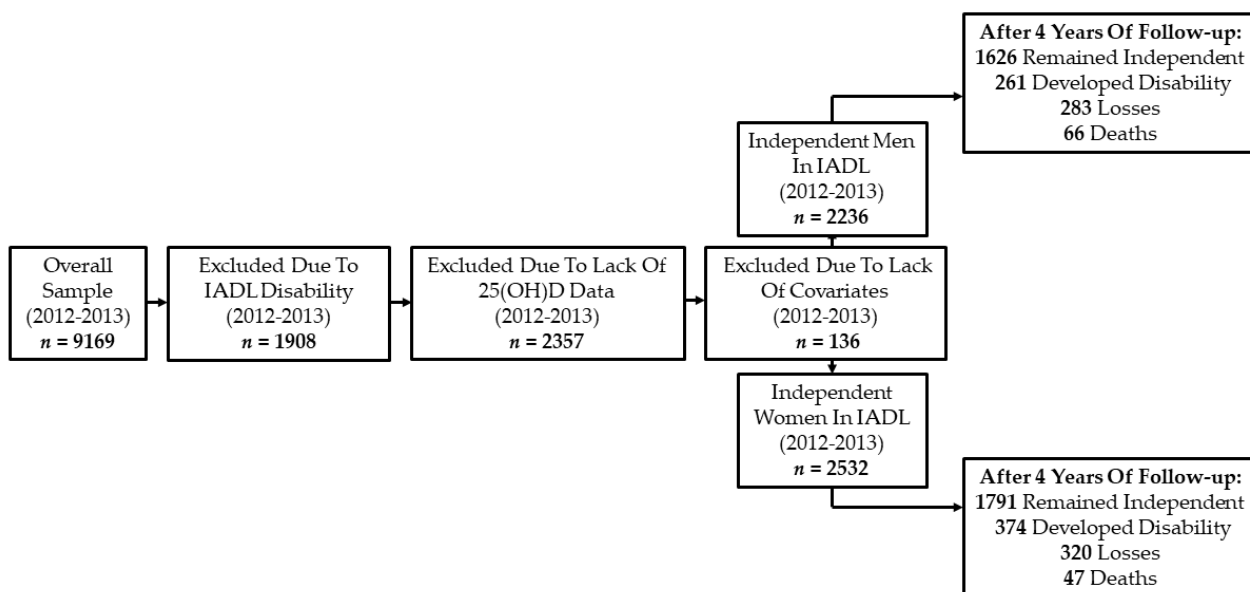 Overall
Sample
(2012-2013)
n = 9169
Excluded Due To
IADL Disability
(2012-2013)
n = 1908
Excluded Due To Lack Of
25(OH)D Data
(2012-2013)
n = 2357
Excluded Due To Lack
Of Covariates
(2012-2013)
n = 136
Independent Men
In IADL
(2012-2013)
n = 2236
After 4 Years Of Follow-up:
1626 Remained Independent
261 Developed Disability
283 Losses
66 Deaths
Independent
Women In IADL
(2012-2013)
n = 2532
After 4 Years Of Follow-up:
1791 Remained Independent
374 Developed Disability
320 Losses
47 Deaths